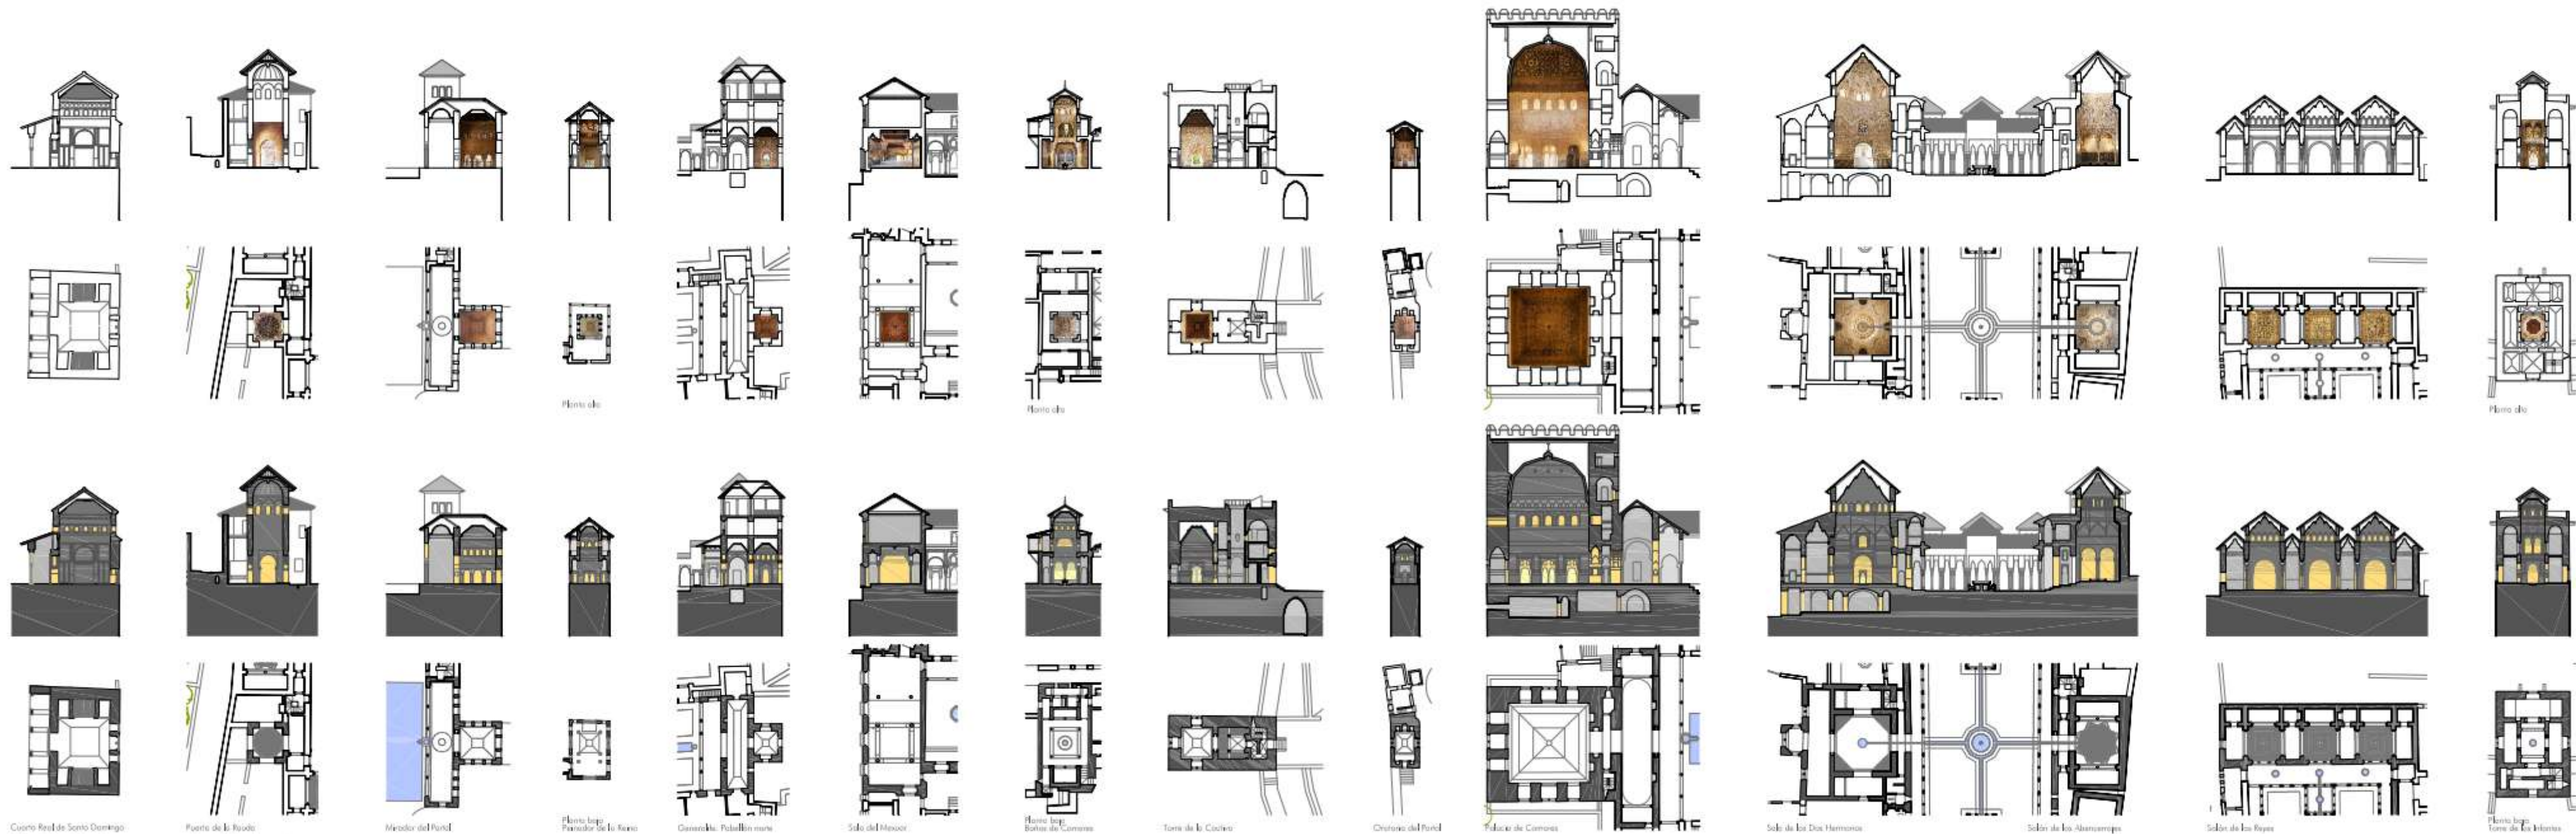 Planta alta
Planta alta
Planta alta
Cuarto Real de Santo Domingo
Puerta de la Rauda
Mirador del Partal
Planta baja
Peinador de la Reina
Generalife. Pabellón norte
Sala del Mexuar
Planta baja
Baños de Comares
Torre de la Cautiva
Oratorio del Partal
Palacio de Comares
Sala de las Dos Hermanas
Salón de los Abencerrajes
Salón de los Reyes
Planta baja
Torre de las Infantas